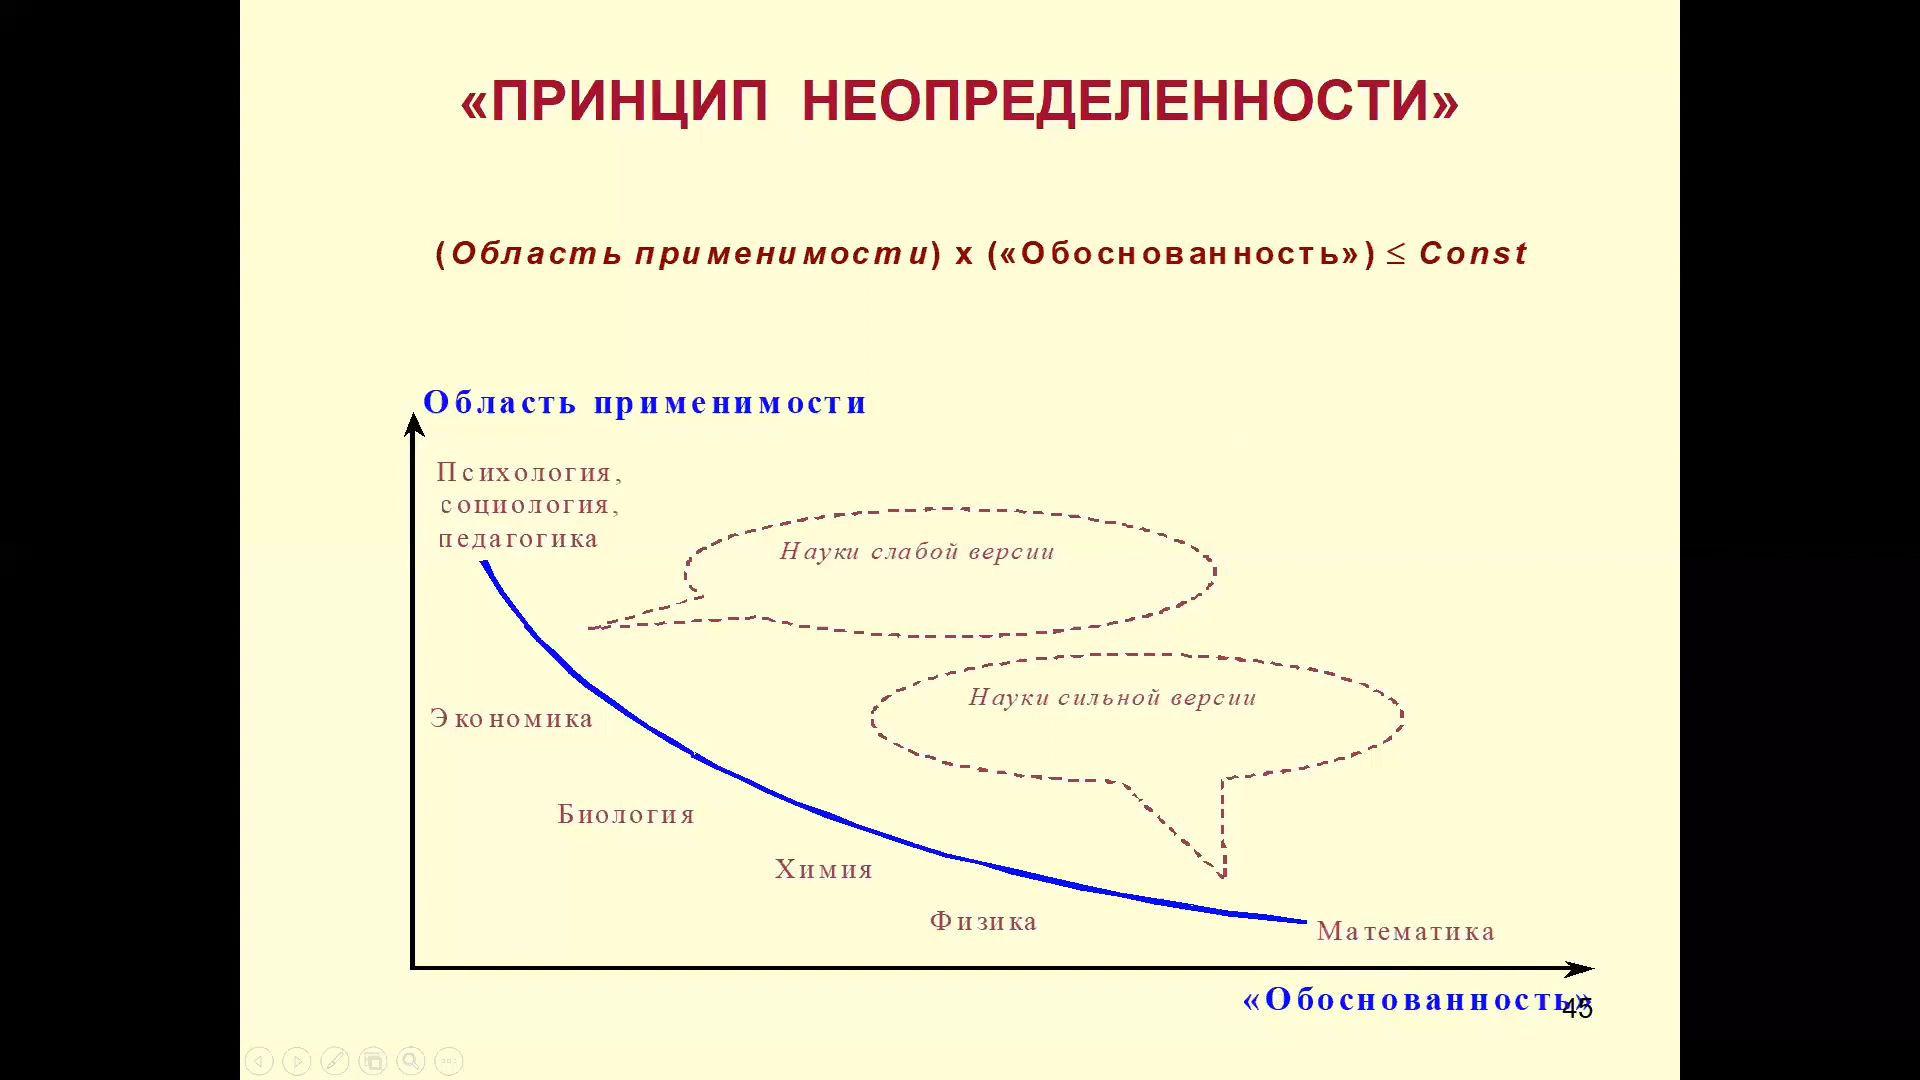 «ПРИНЦИП НЕОПРЕДЕЛЕННОСТИ»
(Область применимости) х («Обоснованность») ≤ Const
Область применимости
Психология,
социология,
педагогика
Науки слабой версии
Науки сильной версии
Экономика
Биология
Химия
Физика
Математика
«Обоснованность»
45